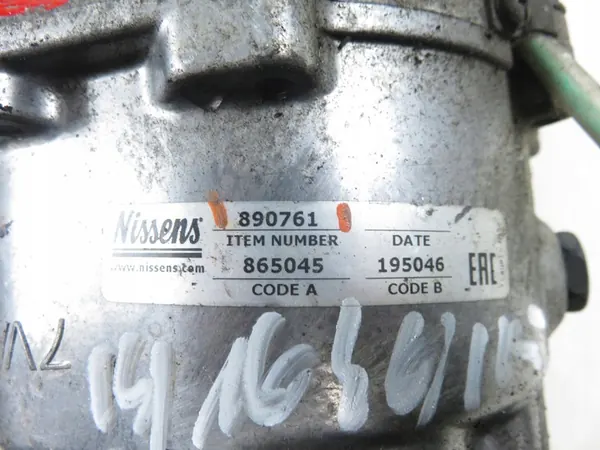 Nissens 890761
ITEM NUMBER DATE
www.nissens.com 865045 195046 EAC
CODE A CODE B